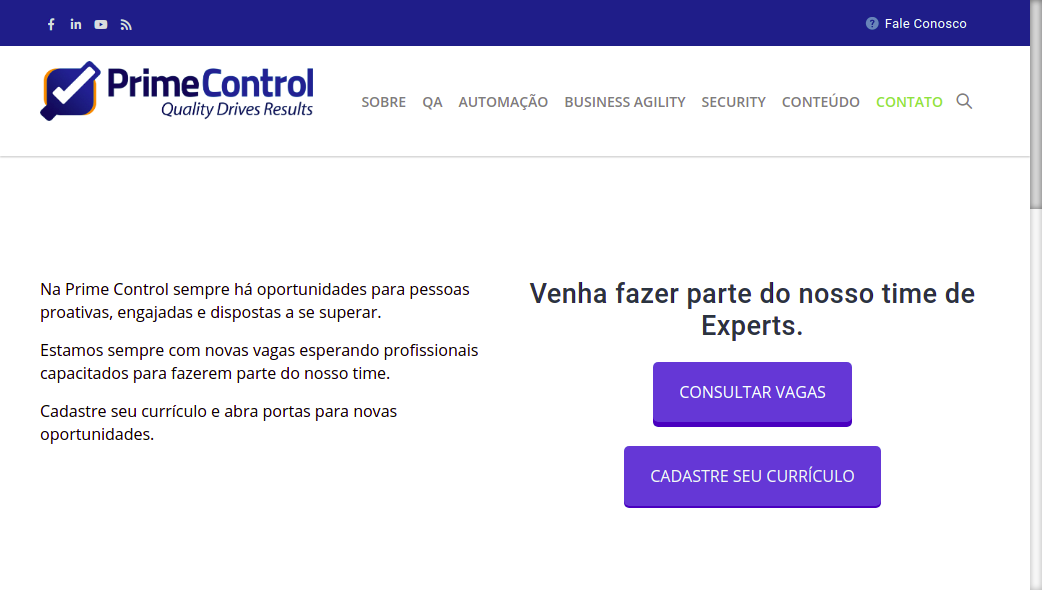 Fale Conosco
PrimeControl
Quality Drives Results
SOBRE QA AUTOMAÇÃO BUSINESS AGILITY SECURITY CONTEÚDO CONTATO
Na Prime Control sempre há oportunidades para pessoas
proativas, engajadas e dispostas a se superar.
Estamos sempre com novas vagas esperando profissionais
capacitados para fazerem parte do nosso time.
Cadastre seu currículo e abra portas para novas
oportunidades.
Venha fazer parte do nosso time de
Experts.
CONSULTAR VAGAS
CADASTRE SEU CURRÍCULO